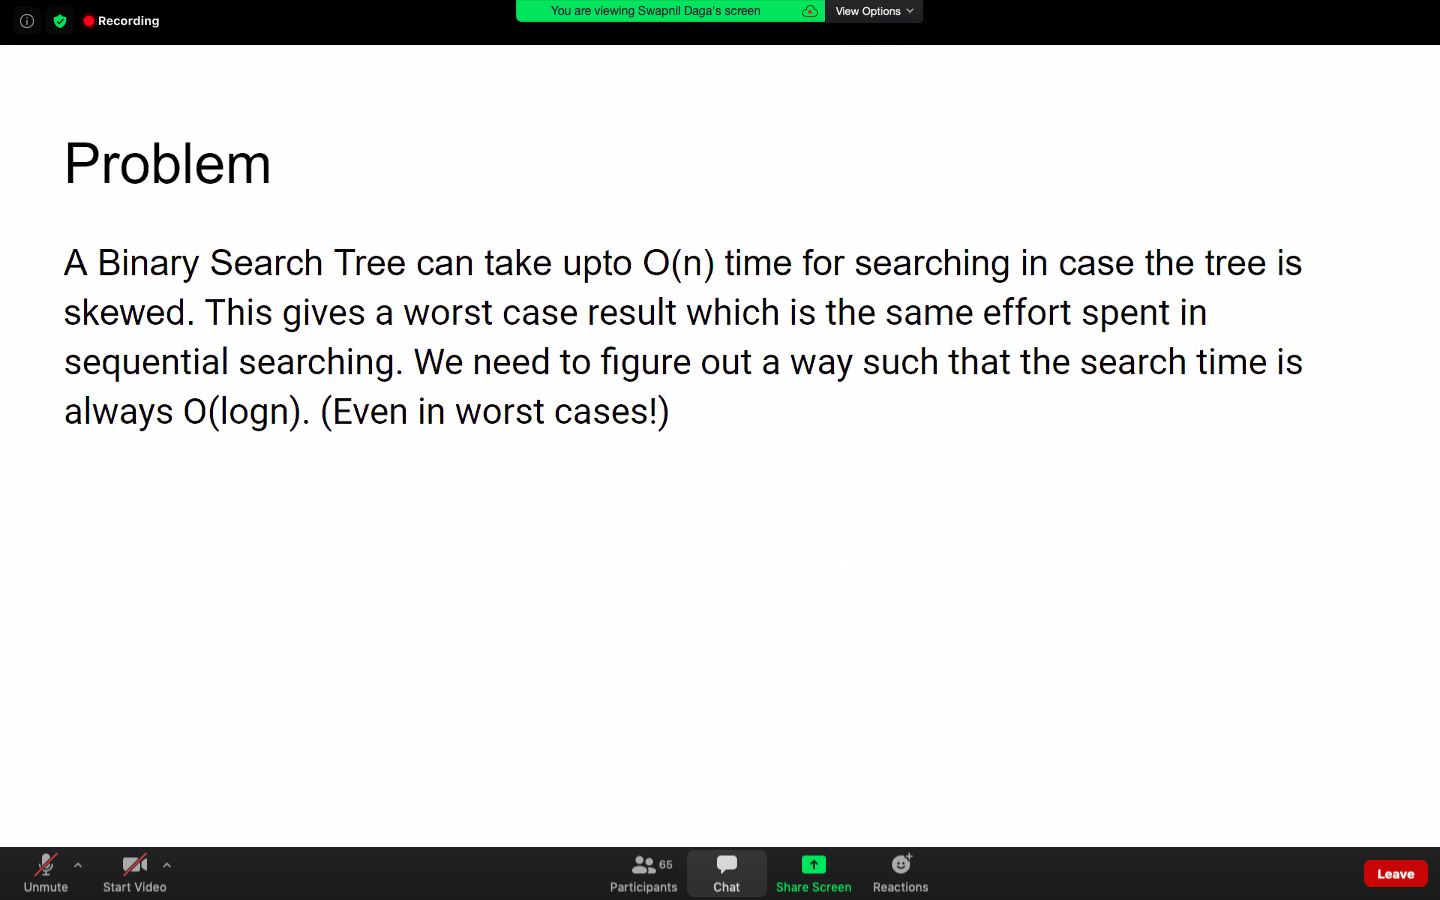 Recording
You are viewing Swapnil Daga's screen
View Options
Problem
A Binary Search Tree can take upto O(n) time for searching in case the tree is
skewed. This gives a worst case result which is the same effort spent in
sequential searching. We need to figure out a way such that the search time is
always O(logn). (Even in worst cases!)
Unmute
Start Video
65
Participants
Chat
Share Screen
Reactions
Leave